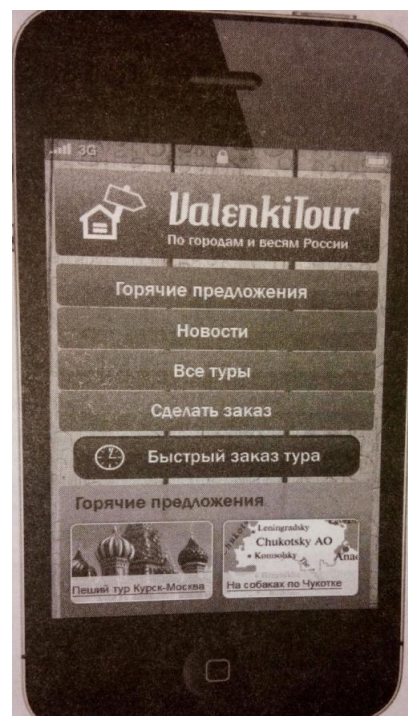 3G
ValenkiTour
По городам и весям России
Горячие предложения
Новости
Все туры
Сделать заказ
Быстрый заказ тура
Горячие предложения
Пеший тур Курск-Москва
Leningradsky
Chukotsky AO
Komsolsky
Anad
На собаках по Чукотке